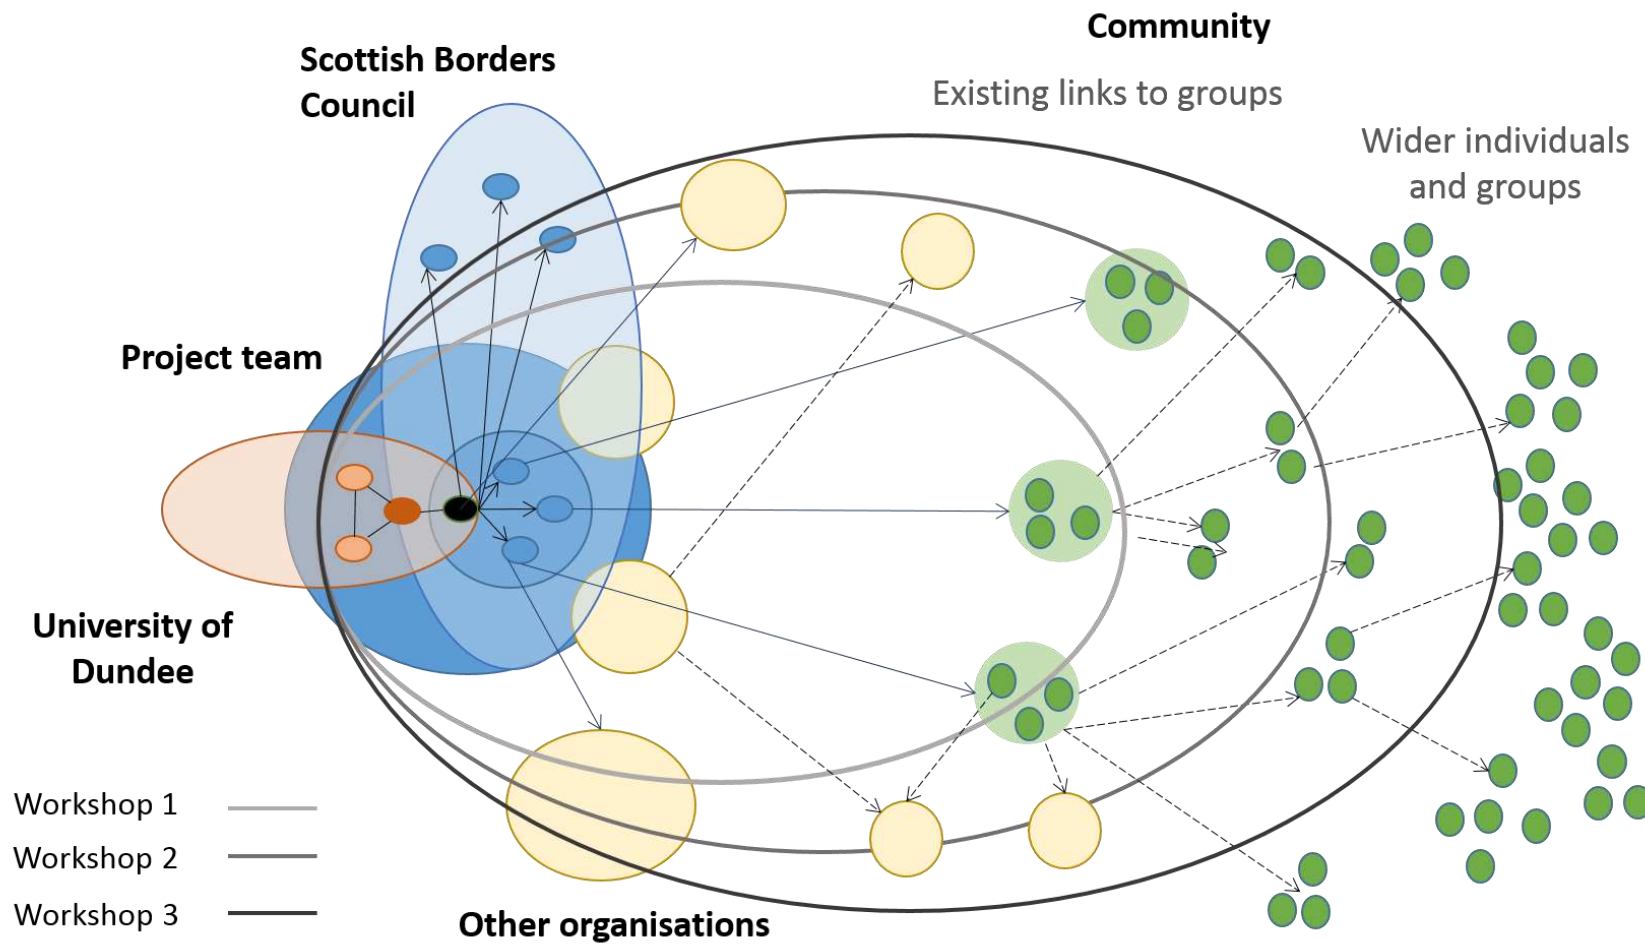 Community
Scottish Borders
Council
Existing links to groups
Wider individuals
and groups
Project team
University of
Dundee
Workshop 1
Workshop 2
Workshop 3
Other organisations